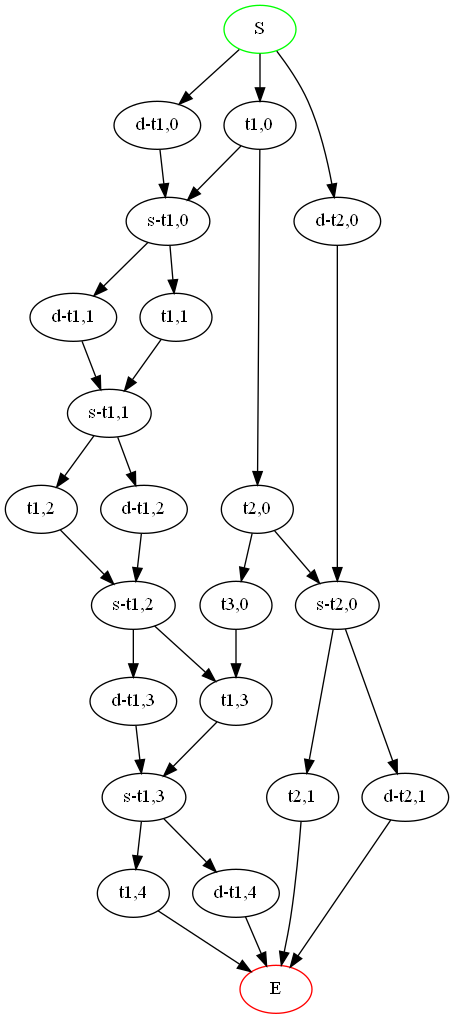 S
d-t1,0
t1,0
s-t1,0
d-t2,0
d-t1,1
t1,1
s-t1,1
t1,2
d-t1,2
t2,0
s-t1,2
t3,0
s-t2,0
d-t1,3
t1,3
s-t1,3
t2,1
d-t2,1
t1,4
d-t1,4
E